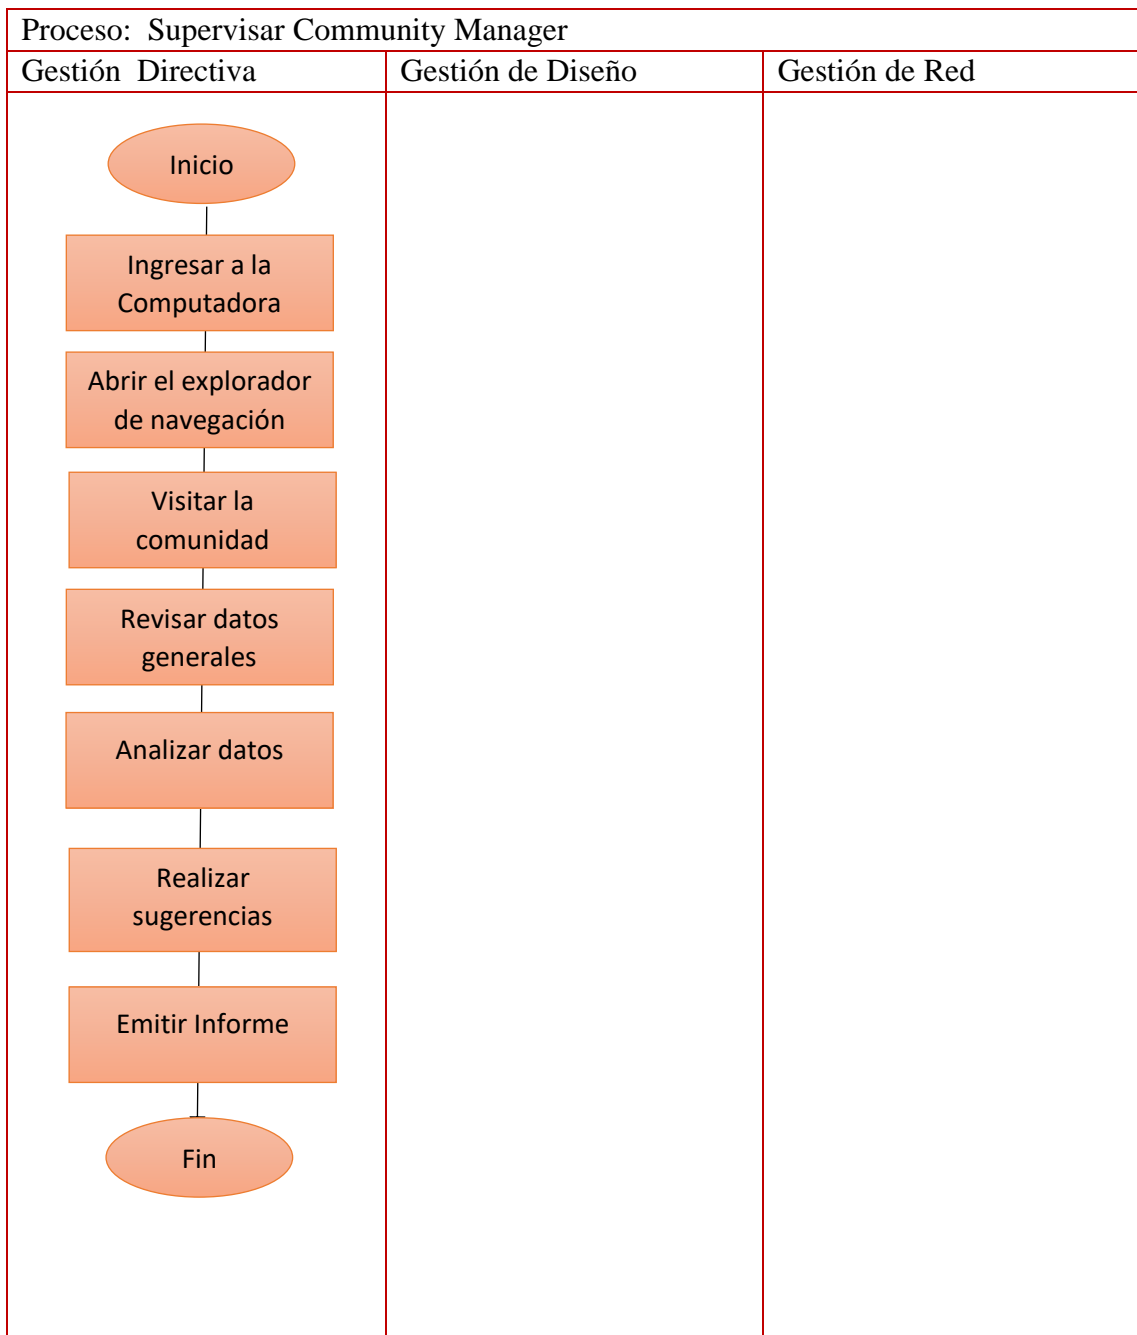 Proceso: Supervisar Community Manager
Gestión Directiva
Gestión de Diseño
Gestión de Red
Inicio
Ingresar a la
Computadora
Abrir el explorador
de navegación
Visitar la
comunidad
Revisar datos
generales
Analizar datos
Realizar
sugerencias
Emitir Informe
Fin